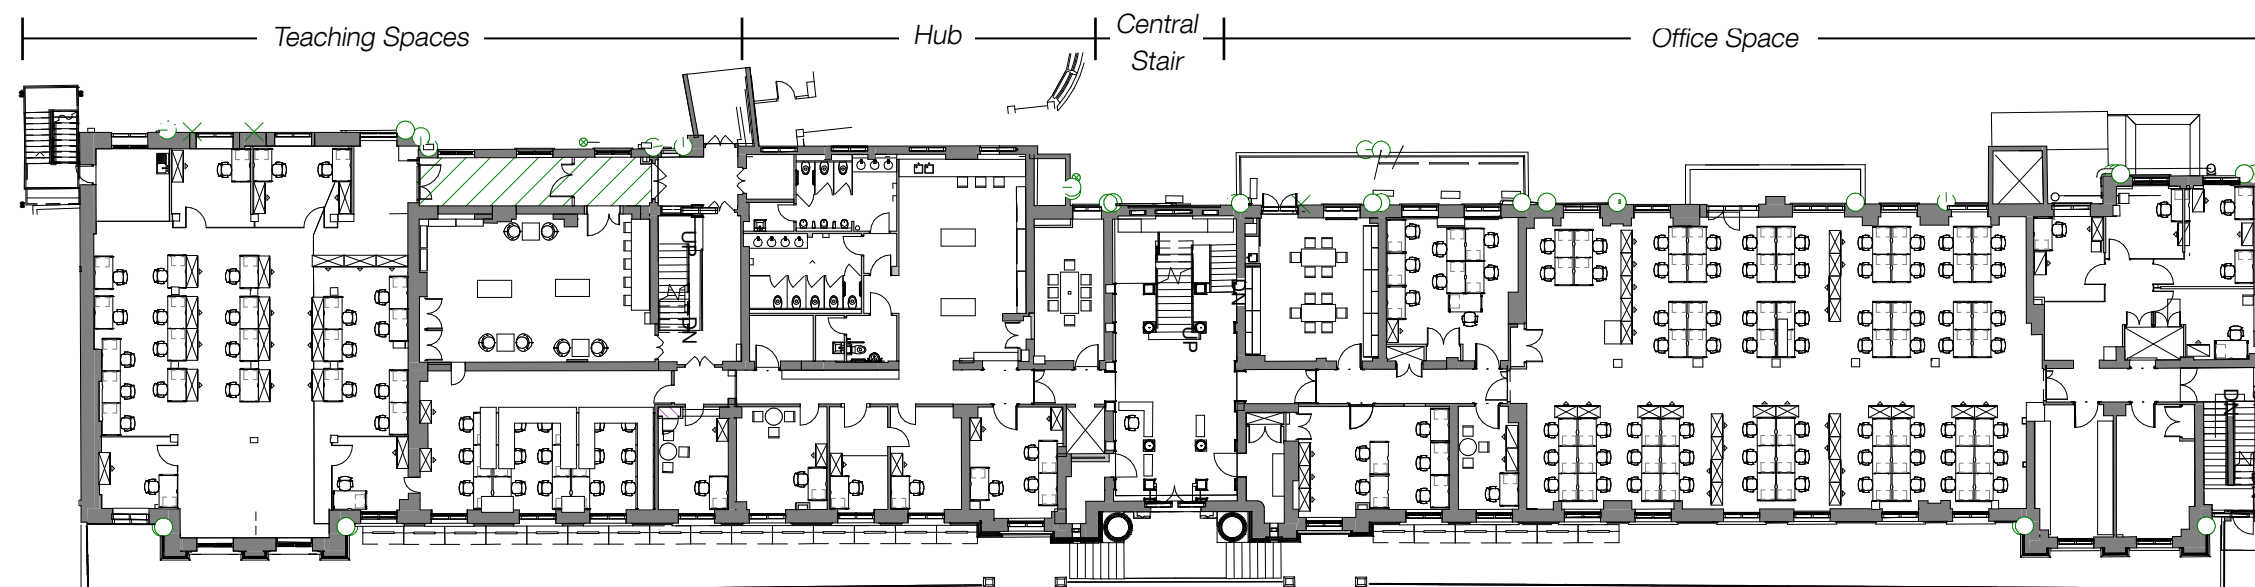 Teaching Spaces
Hub
Central
Stair
Office Space
UP
DN
DN
UP
DN